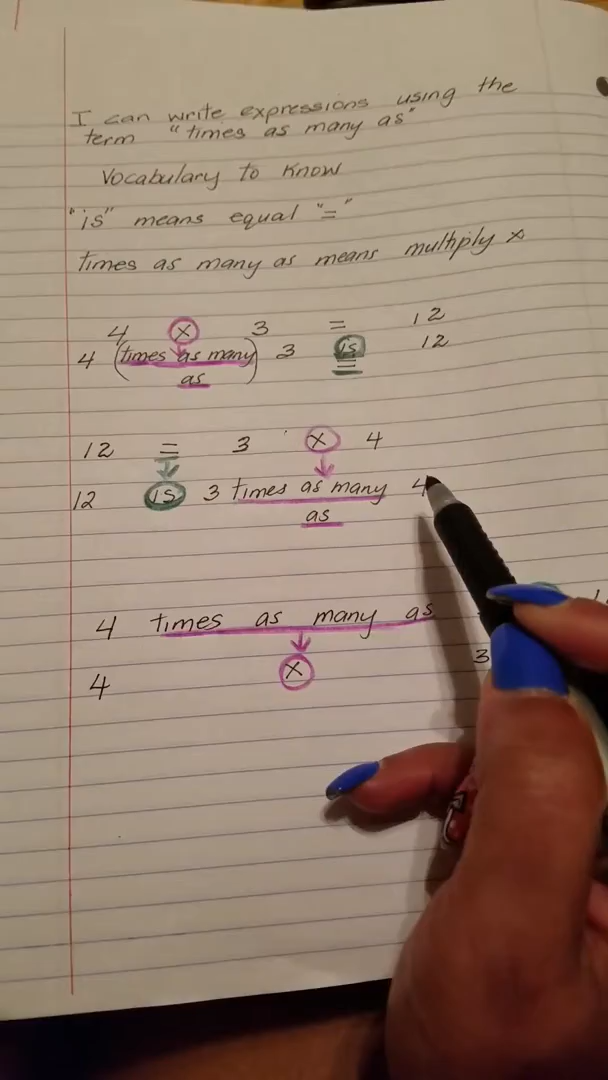 I can write expressions using the
term "times as many as"
Vocabulary to know
"is" means equal "="
times as many as means multiply x
4 x 3 = 12
4 (times as many 3 is 12
as) =
12 = 3 x 4
12 is 3 times as many 4
as
4 times as many as
4 x 3